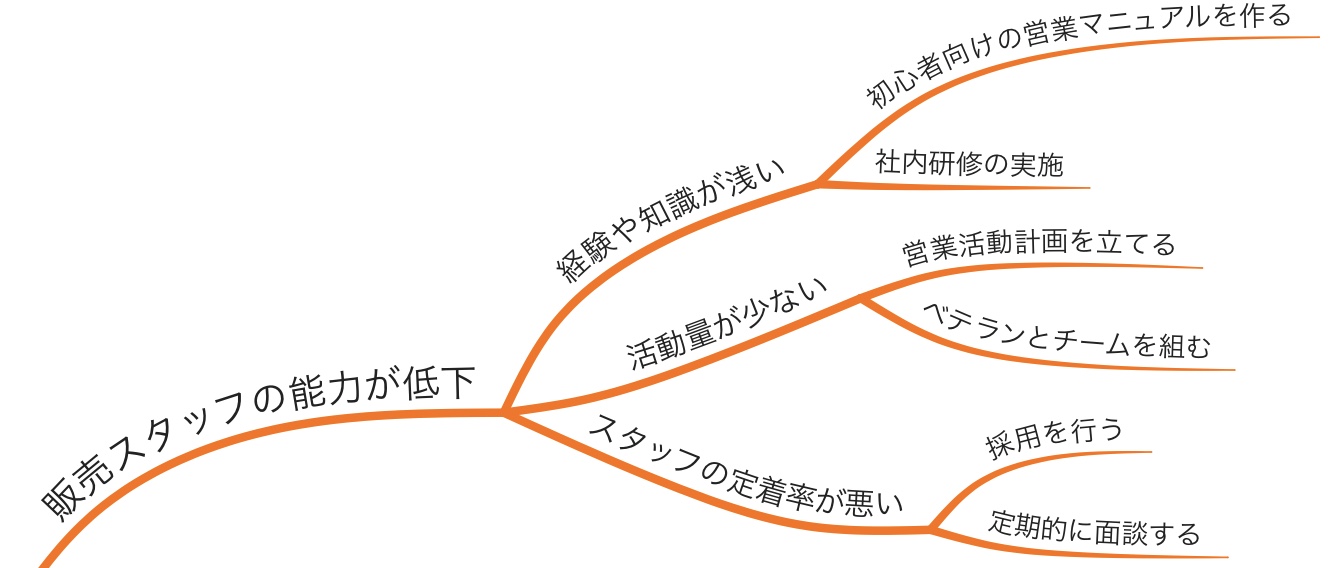 販売スタッフの能力が低下
経験や知識が浅い
初心者向けの営業マニュアルを作る
社内研修の実施
活動量が少ない
営業活動計画を立てる
ベテランとチームを組む
スタッフの定着率が悪い
採用を行う
定期的に面談する